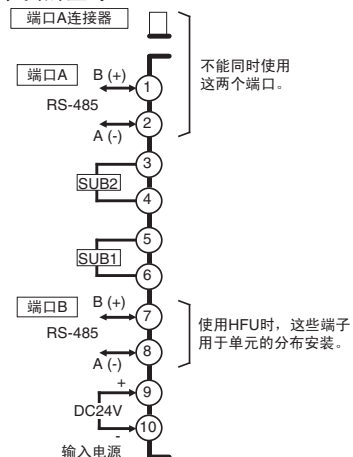 端口A连接器
不能同时使用
这两个端口。
端口A
B (+)
1
RS-485
2
A (-)
3
SUB2
4
5
SUB1
6
端口B
B (+)
7
使用HFU时，这些端子
用于单元的分布安装。
RS-485
8
A (-)
+
9
DC24V
-
10
输入电源